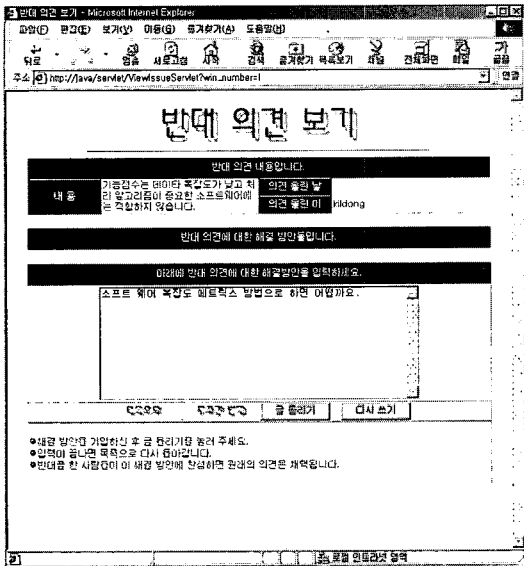 반대 의견 보기 - Microsoft Internet Explorer
파일(F) 편집(E) 보기(V) 이동(G) 즐겨찾기(A) 도움말(H)
뒤로 멈춤 새로고침 시작 검색 즐겨찾기 목록보기 채널 전체화면 메일 글꼴
주소 http://java/servlet/ViewIssueServlet?win_number=1 연결
반대 의견 보기
반대 의견 내용입니다.
내 용
기능점수는 데이타 복잡도가 낮고 처
리 알고리즘이 중요한 소프트웨어에
는 적합하지 않습니다.
의견 올린 날
의견 올린 이 kildong
반대 의견에 대한 해결 방안들입니다.
아래에 반대 의견에 대한 해결방안을 입력하세요.
소프트 웨어 복잡도 메트릭스 방법으로 하면 어떨까요.
글 올리기 다시 쓰기
해결 방안을 기입하신 후 글 올리기를 눌러 주세요.
입력이 끝나면 목록으로 다시 돌아갑니다.
반대를 한 사람들이 이 해결 방안에 찬성하면 원래의 의견은 채택됩니다.
로컬 인트라넷 영역